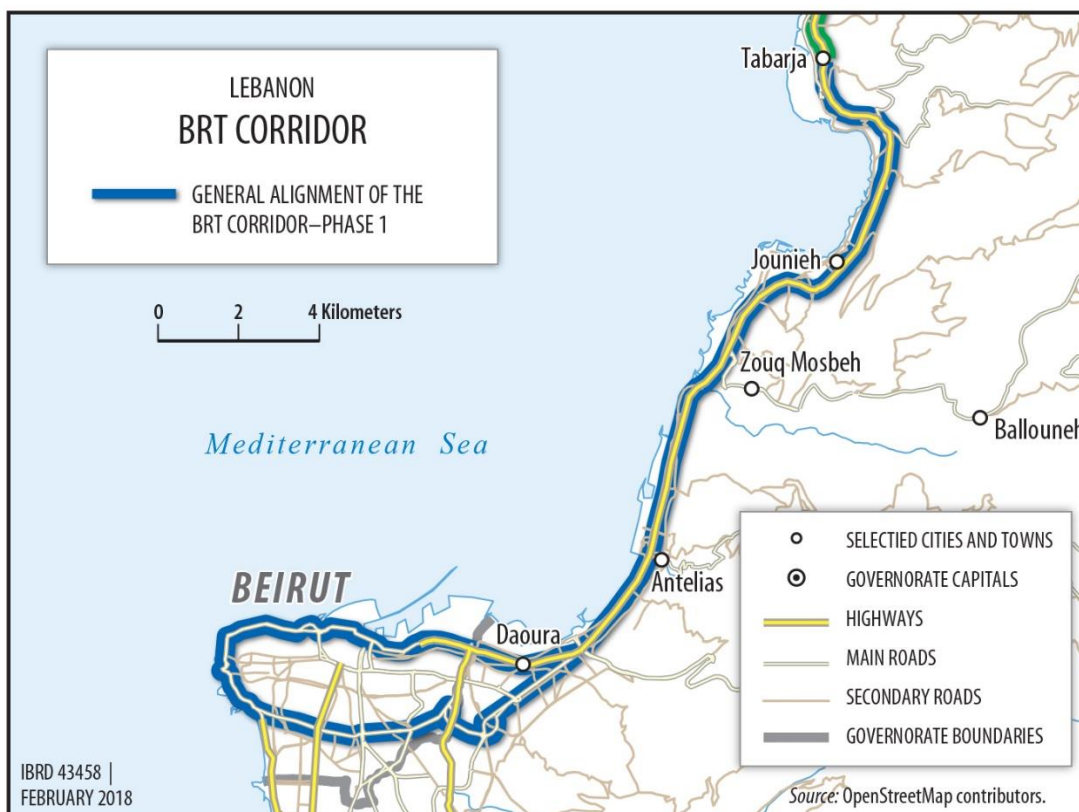 LEBANON
BRT CORRIDOR
GENERAL ALIGNMENT OF THE
BRT CORRIDOR–PHASE 1
0 2 4 Kilometers
Tabarja
Jounieh
Zouq Mosbeh
Ballouneh
Mediterranean Sea
Antelias
BEIRUT
Daoura
SELECTIED CITIES AND TOWNS
GOVERNORATE CAPITALS
HIGHWAYS
MAIN ROADS
SECONDARY ROADS
GOVERNORATE BOUNDARIES
IBRD 43458 |
FEBRUARY 2018
Source: OpenStreetMap contributors.